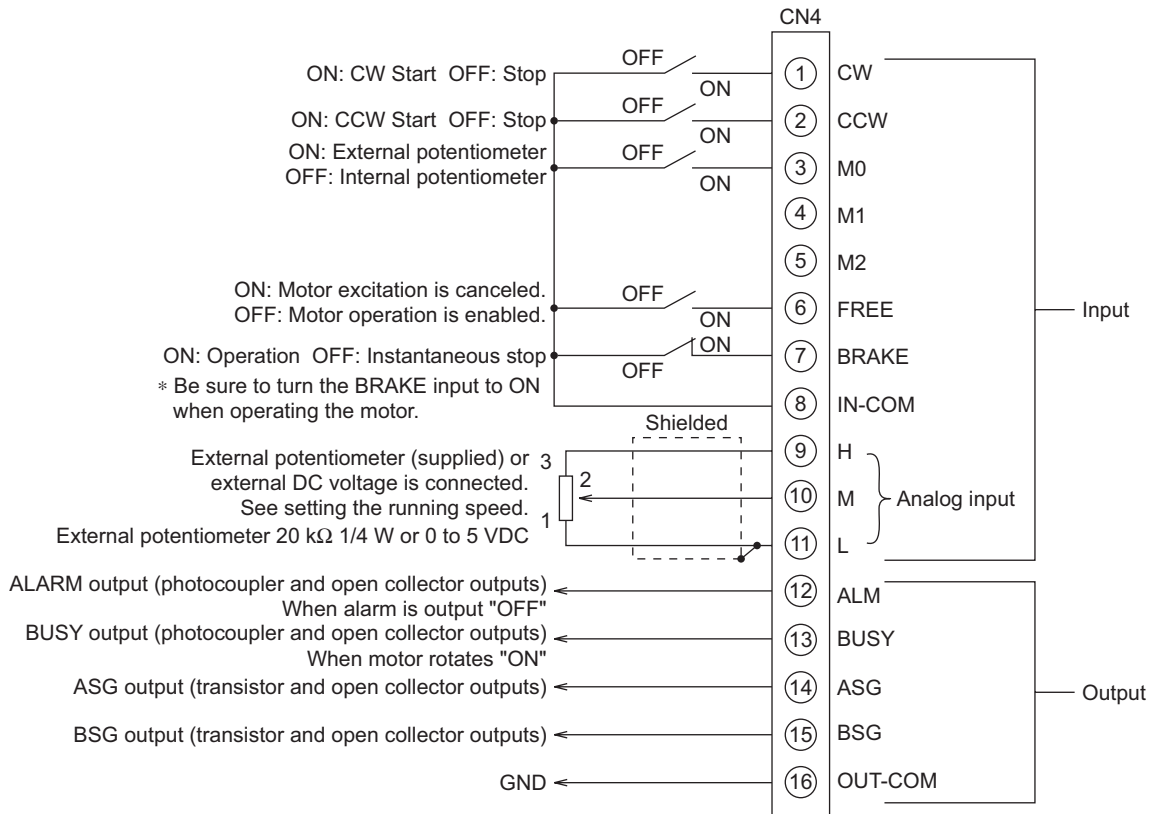 CN4
ON: CW Start OFF: Stop
OFF
ON
1
CW
ON: CCW Start OFF: Stop
OFF
ON
2
CCW
ON: External potentiometer
OFF: Internal potentiometer
OFF
ON
3
M0
4
M1
5
M2
ON: Motor excitation is canceled.
OFF: Motor operation is enabled.
OFF
ON
6
FREE
Input
ON: Operation OFF: Instantaneous stop
ON
OFF
7
BRAKE
* Be sure to turn the BRAKE input to ON
when operating the motor.
8
IN-COM
Shielded
External potentiometer (supplied) or
external DC voltage is connected.
See setting the running speed.
External potentiometer 20 kΩ 1/4 W or 0 to 5 VDC
3
2
1
9
H
10
M
Analog input
11
L
ALARM output (photocoupler and open collector outputs)
When alarm is output "OFF"
12
ALM
BUSY output (photocoupler and open collector outputs)
When motor rotates "ON"
13
BUSY
ASG output (transistor and open collector outputs)
14
ASG
Output
BSG output (transistor and open collector outputs)
15
BSG
GND
16
OUT-COM